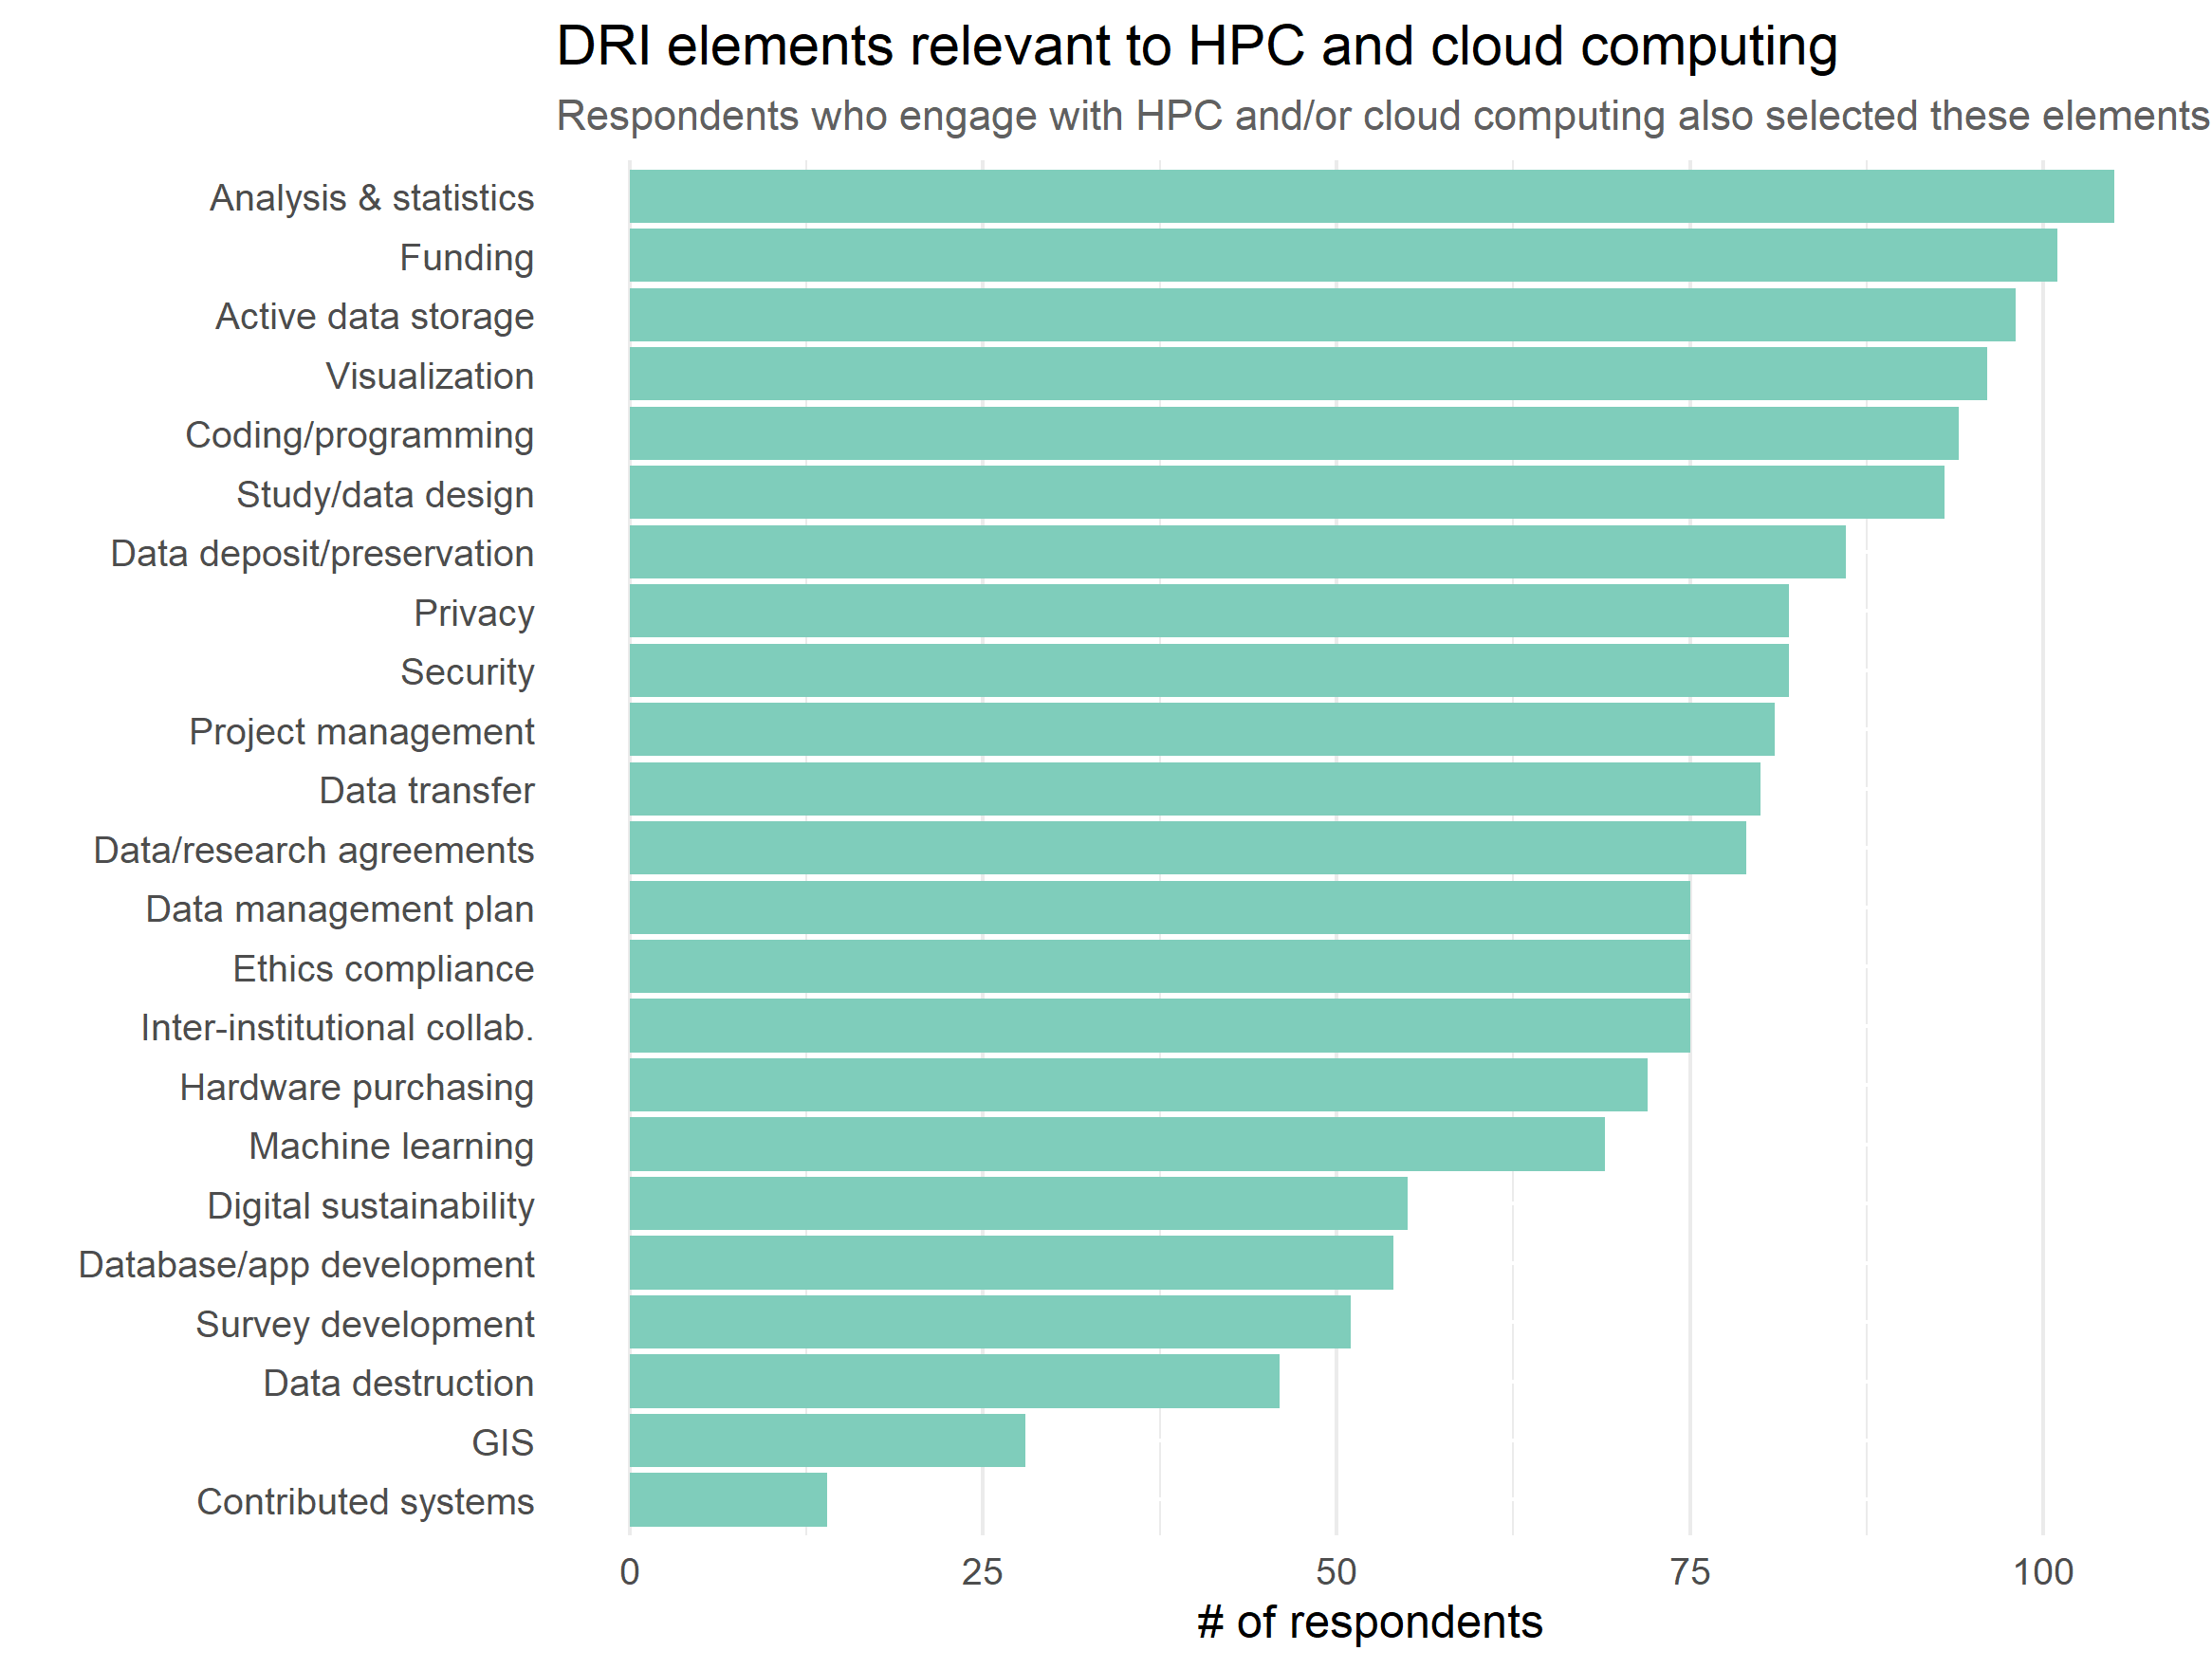 DRI elements relevant to HPC and cloud computing
Respondents who engage with HPC and/or cloud computing also selected these elements
Analysis & statistics
Funding
Active data storage
Visualization
Coding/programming
Study/data design
Data deposit/preservation
Privacy
Security
Project management
Data transfer
Data/research agreements
Data management plan
Ethics compliance
Inter-institutional collab.
Hardware purchasing
Machine learning
Digital sustainability
Database/app development
Survey development
Data destruction
GIS
Contributed systems
0 25 50 75 100
# of respondents